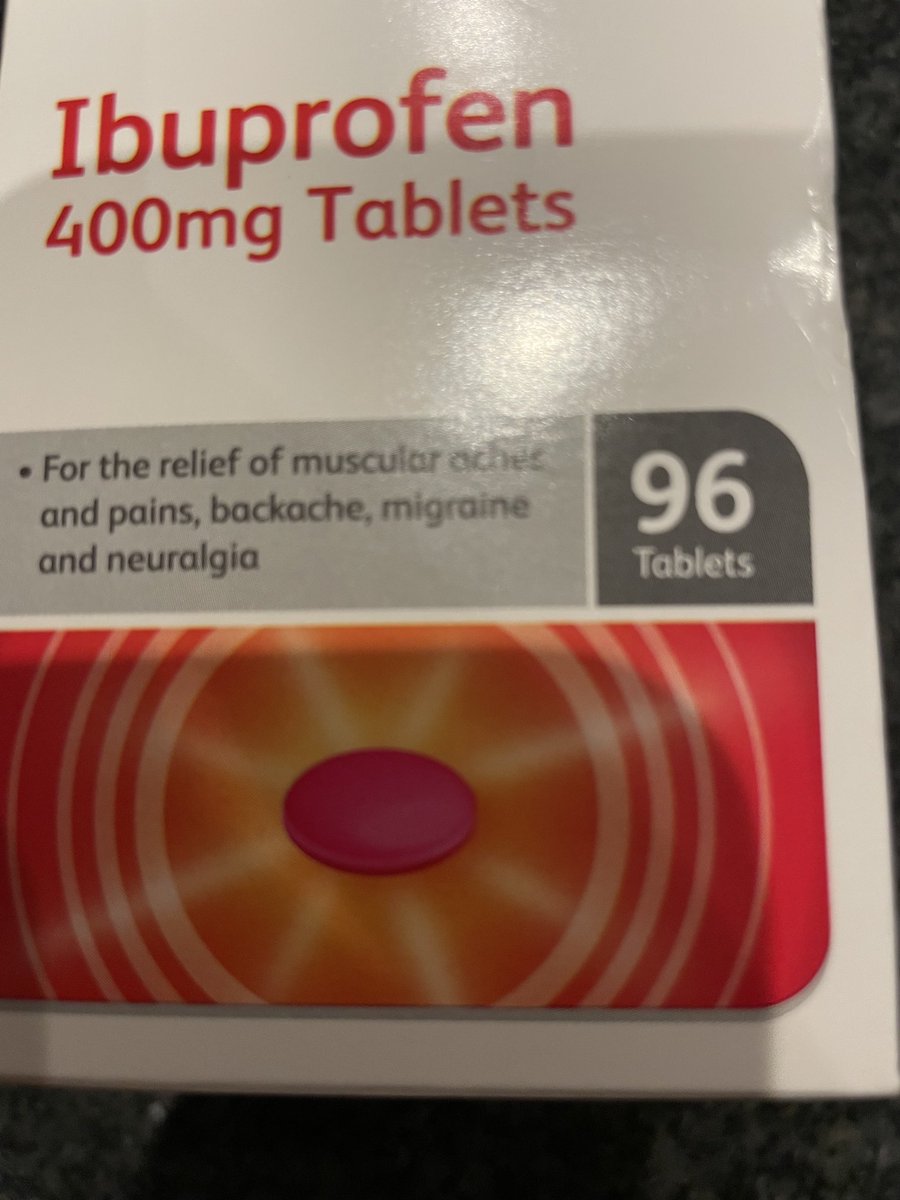 Ibuprofen
400mg Tablets
• For the relief of muscular aches
and pains, backache, migraine
and neuralgia
96
Tablets